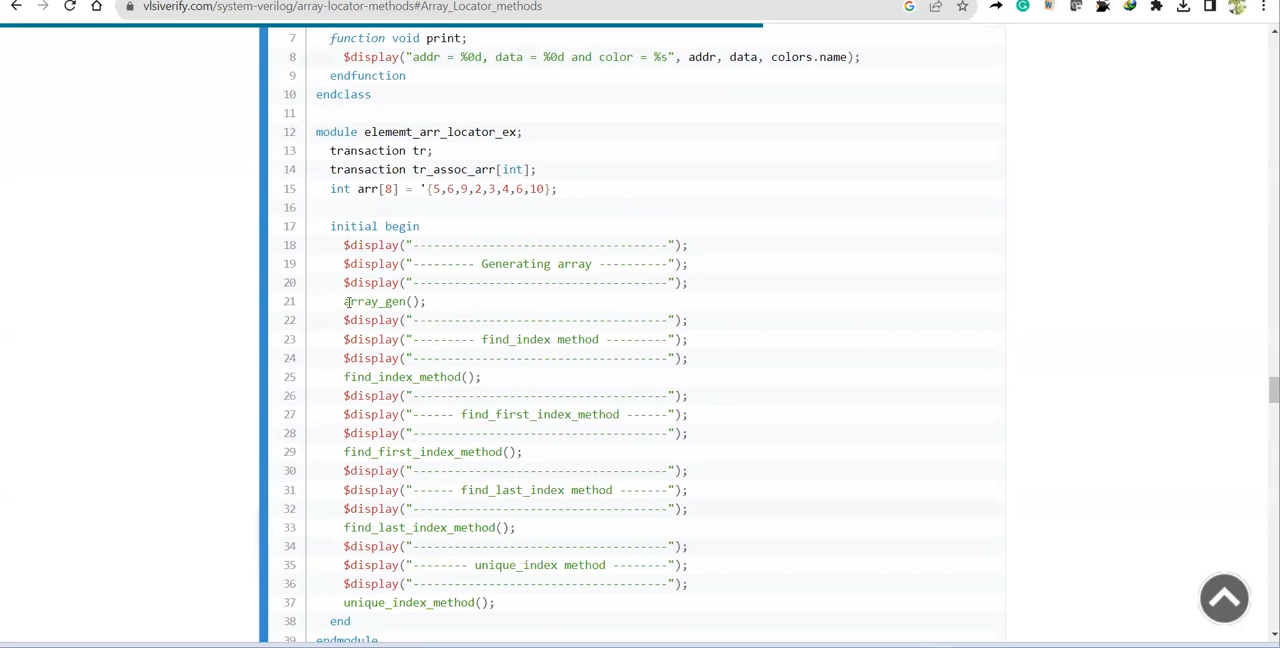 vlsiverify.com/system-verilog/array-locator-methods#Array_Locator_methods
7 function void print;
8 $display("addr = %0d, data = %0d and color = %s", addr, data, colors.name);
9 endfunction
10 endclass
11
12 module elememt_arr_locator_ex;
13 transaction tr;
14 transaction tr_assoc_arr[int];
15 int arr[8] = '{5,6,9,2,3,4,6,10};
16
17 initial begin
18 $display("-------------------------------------");
19 $display("--------- Generating array ----------");
20 $display("-------------------------------------");
21 array_gen();
22 $display("-------------------------------------");
23 $display("--------- find_index method ---------");
24 $display("-------------------------------------");
25 find_index_method();
26 $display("-------------------------------------");
27 $display("------ find_first_index_method ------");
28 $display("-------------------------------------");
29 find_first_index_method();
30 $display("-------------------------------------");
31 $display("------ find_last_index method -------");
32 $display("-------------------------------------");
33 find_last_index_method();
34 $display("-------------------------------------");
35 $display("-------- unique_index method --------");
36 $display("-------------------------------------");
37 unique_index_method();
38 end
39 endmodule